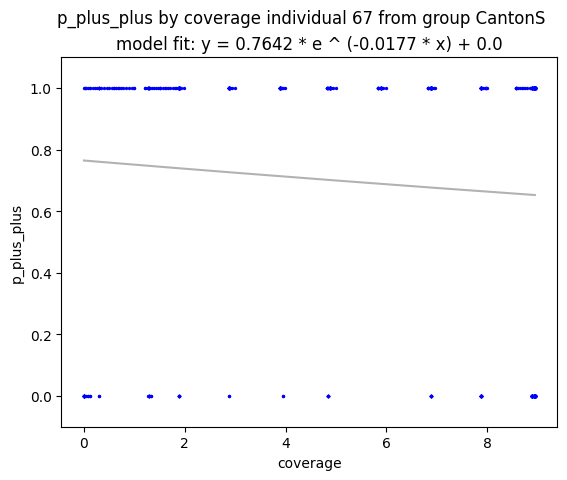 p_plus_plus by coverage individual 67 from group CantonS
model fit: y = 0.7642 * e ^ (-0.0177 * x) + 0.0
1.0
0.8
0.6
0.4
0.2
0.0
p_plus_plus
0 2 4 6 8
coverage